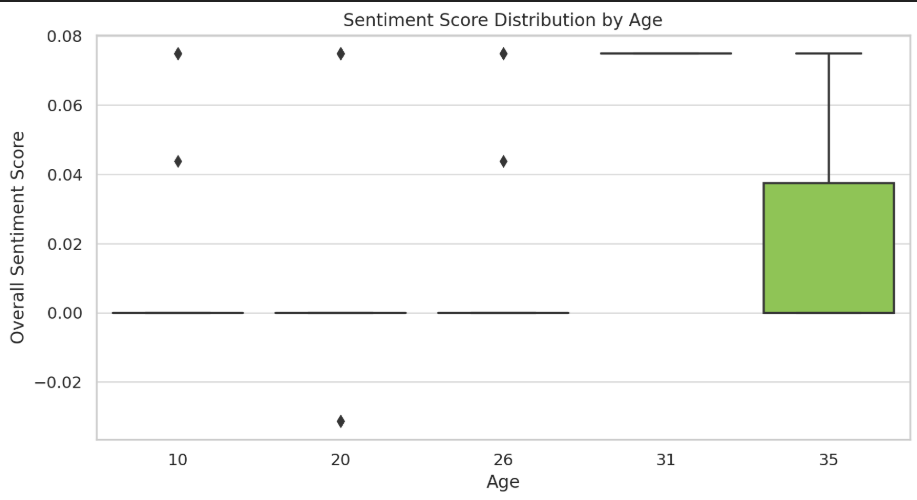 Sentiment Score Distribution by Age
Overall Sentiment Score
0.08
0.06
0.04
0.02
0.00
−0.02
10 20 26 31 35
Age